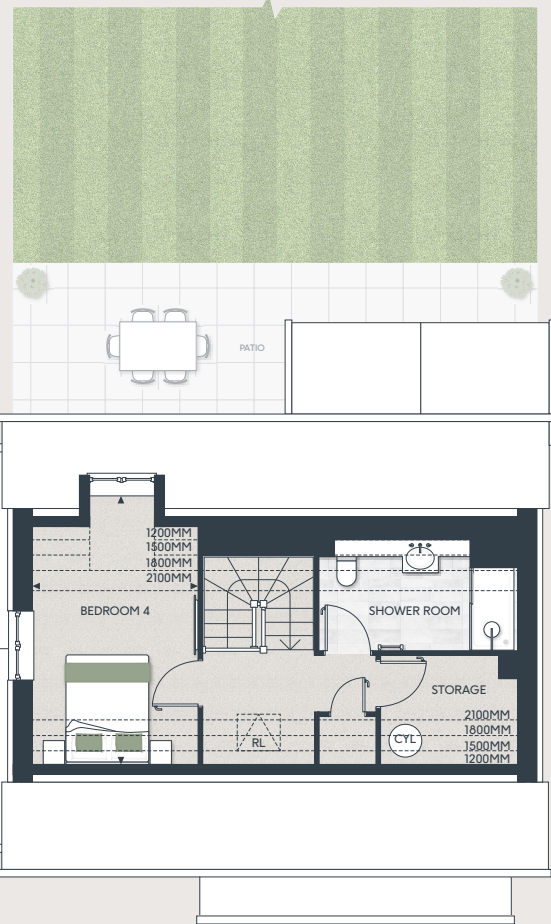 PATIO
1200MM
1500MM
1800MM
2100MM
BEDROOM 4
SHOWER ROOM
STORAGE
2100MM
1800MM
1500MM
1200MM
CYL
RL